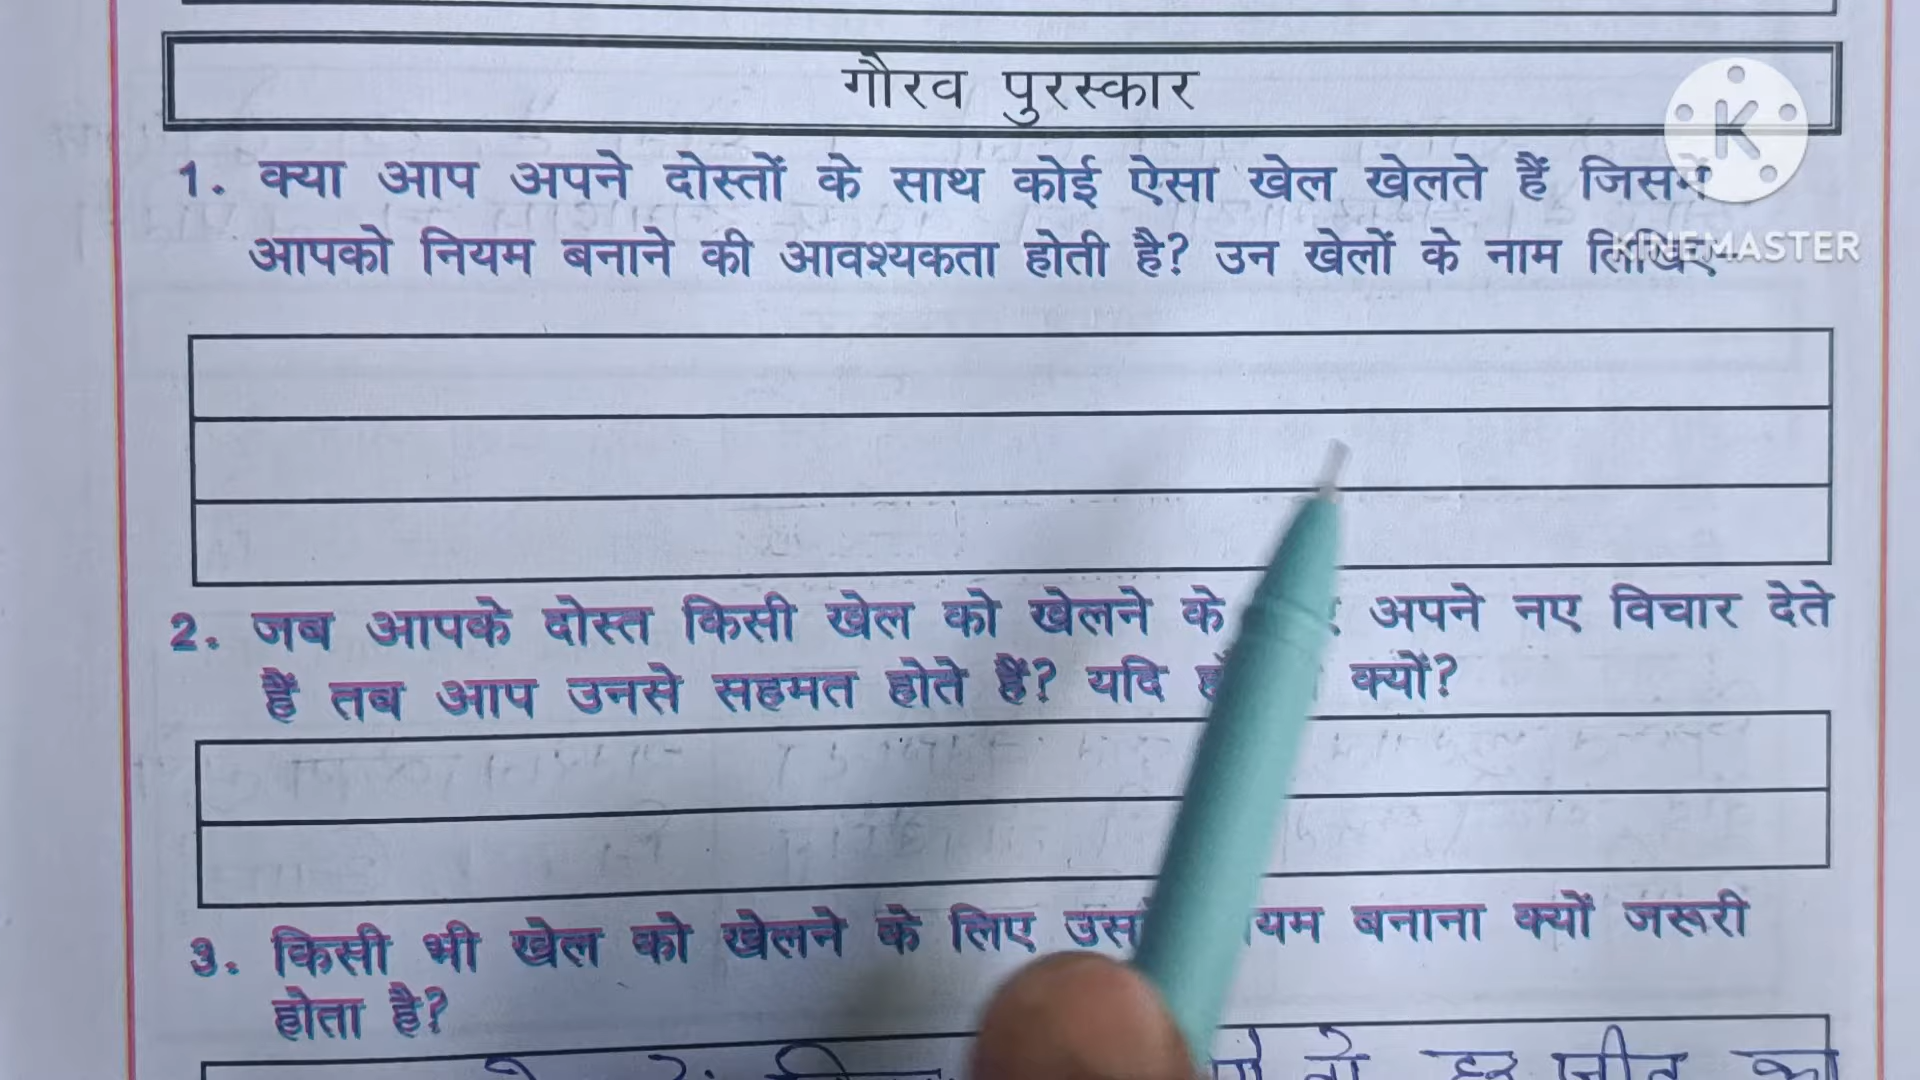 गौरव पुरस्कार
K
1. क्या आप अपने दोस्तों के साथ कोई ऐसा खेल खेलते हैं जिसमें
आपको नियम बनाने की आवश्यकता होती है? उन खेलों के नाम लिखिए-
KINEMASTER
2. जब आपके दोस्त किसी खेल को खेलने के अपने नए विचार देते
हैं तब आप उनसे सहमत होते हैं? यदि क्यों?
3. किसी भी खेल को खेलने के लिए बनाना क्यों जरूरी
होता है?
तो हर जीत का